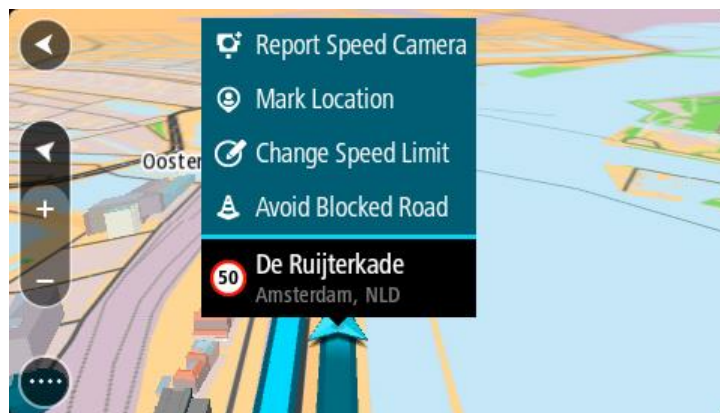 Report Speed Camera
Mark Location
Ooster
Change Speed Limit
Avoid Blocked Road
50
De Ruijterkade
Amsterdam, NLD